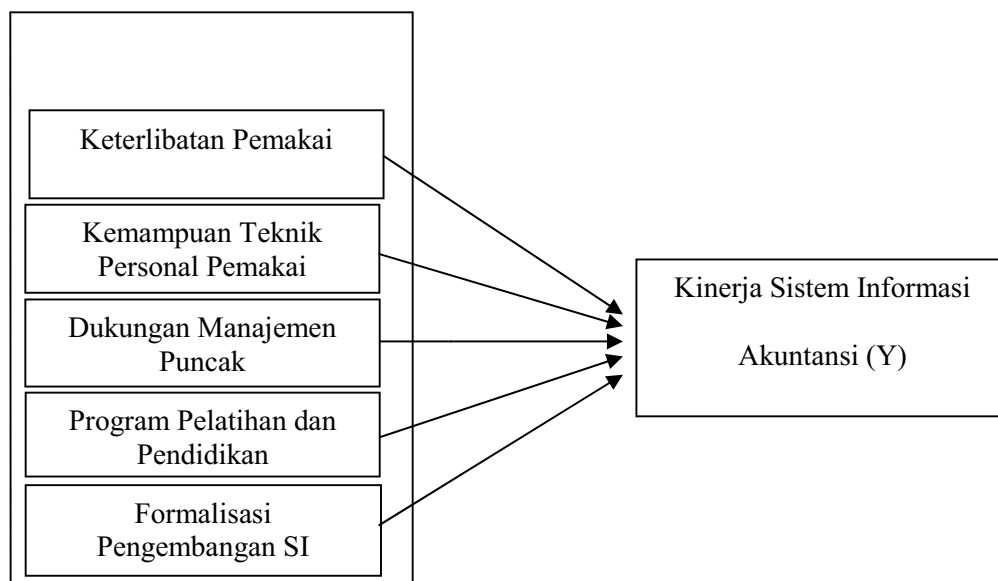 Keterlibatan Pemakai
Kemampuan Teknik
Personal Pemakai
Dukungan Manajemen
Puncak
Program Pelatihan dan
Pendidikan
Formalisasi
Pengembangan SI
Kinerja Sistem Informasi
Akuntansi (Y)